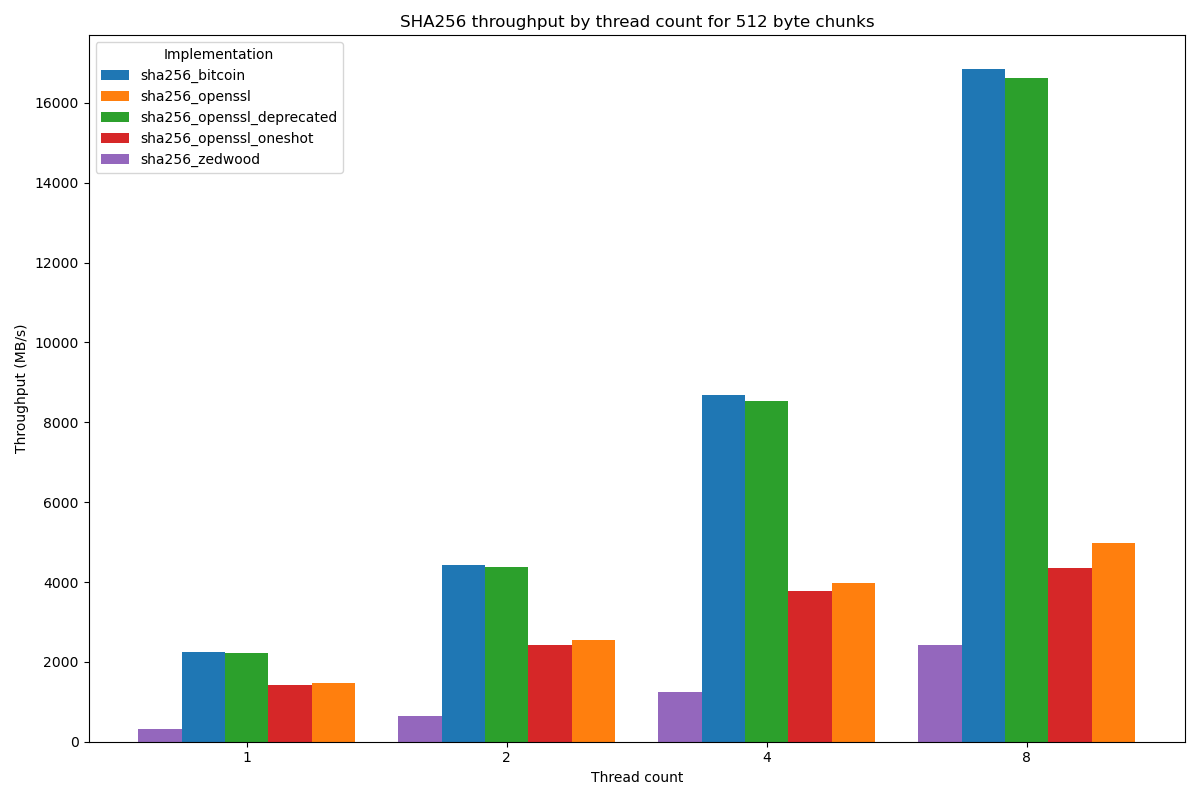 SHA256 throughput by thread count for 512 byte chunks
Implementation
sha256_bitcoin
sha256_openssl
sha256_openssl_deprecated
sha256_openssl_oneshot
sha256_zedwood
16000
14000
12000
10000
8000
6000
4000
2000
0
Throughput (MB/s)
1 2 4 8
Thread count